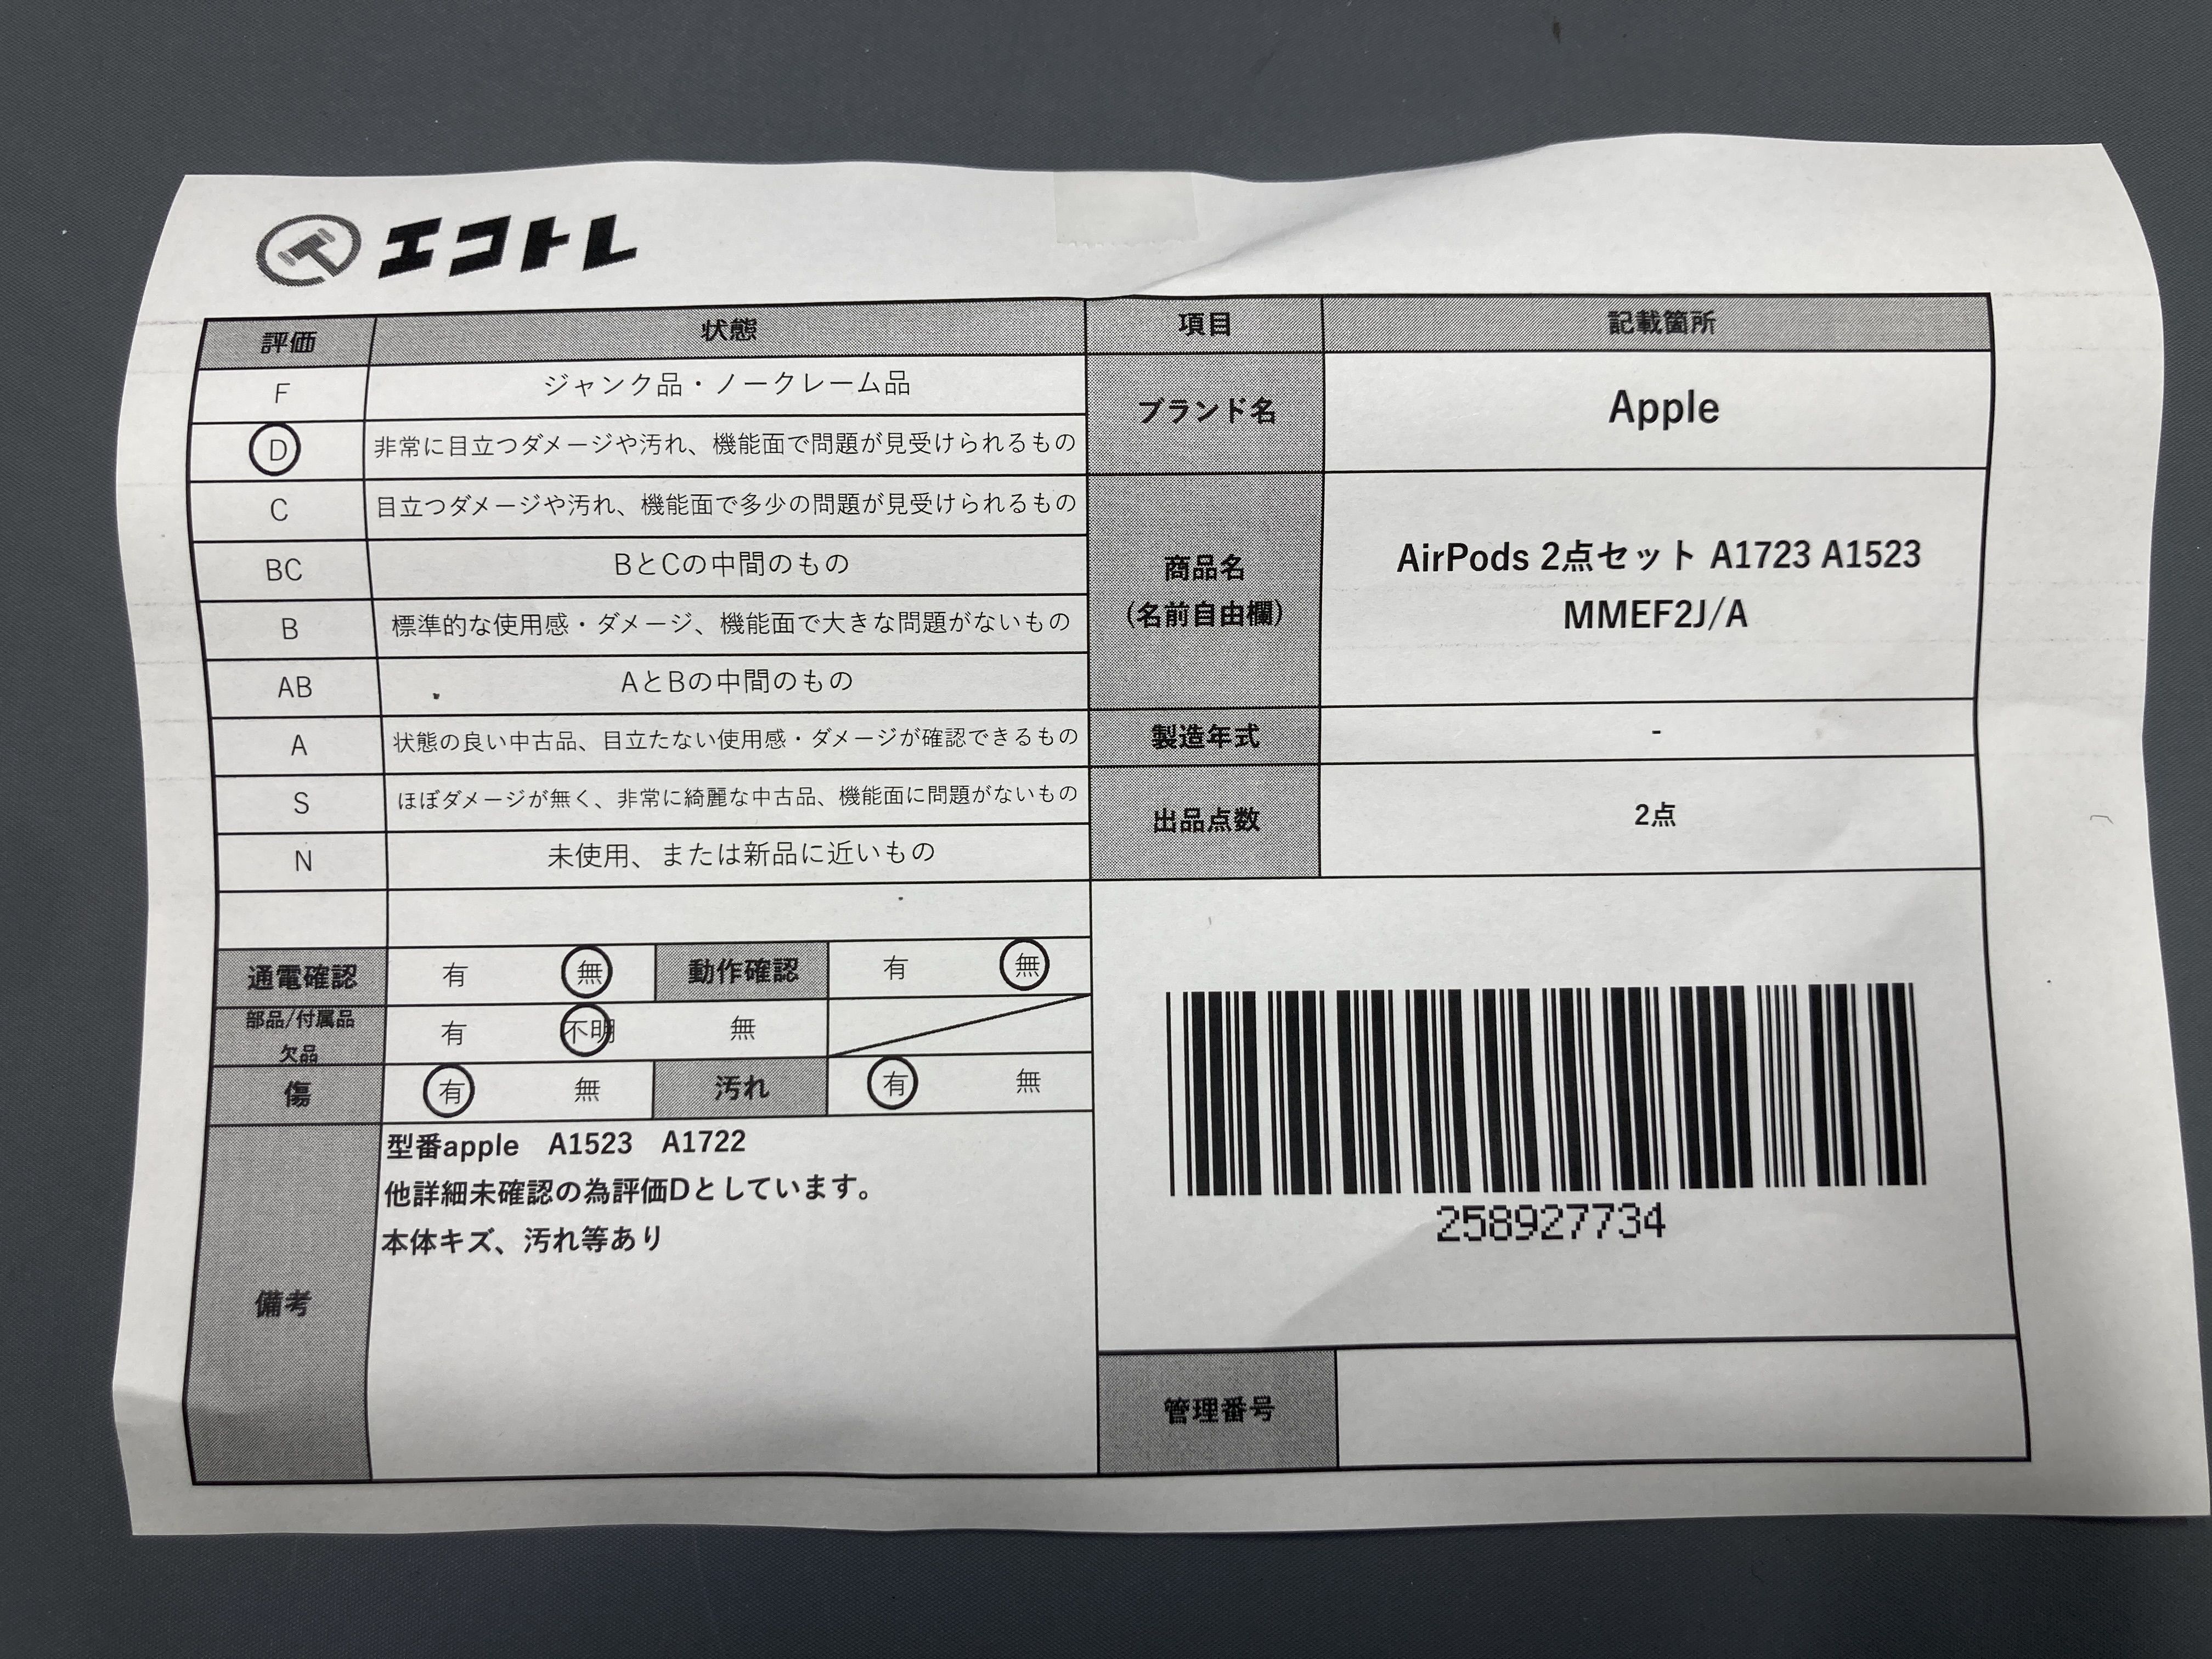 エコトレ
評価 状態
F ジャンク品・ノークレーム品
D 非常に目立つダメージや汚れ、機能面で問題が見受けられるもの
C 目立つダメージや汚れ、機能面で多少の問題が見受けられるもの
BC BとCの中間のもの
B 標準的な使用感・ダメージ、機能面で大きな問題がないもの
AB AとBの中間のもの
A 状態の良い中古品、目立たない使用感・ダメージが確認できるもの
S ほぼダメージが無く、非常に綺麗な中古品、機能面に問題がないもの
N 未使用、または新品に近いもの
通電確認 有 無 動作確認 有 無
部品/付属品
欠品 有 不明 無
傷 有 無 汚れ 有 無
備考
型番apple A1523 A1722
他詳細未確認の為評価Dとしています。
本体キズ、汚れ等あり
項目 記載箇所
ブランド名 Apple
商品名
(名前自由欄)
AirPods 2点セット A1723 A1523
MMEF2J/A
製造年式 -
出品点数 2点
258927734
管理番号